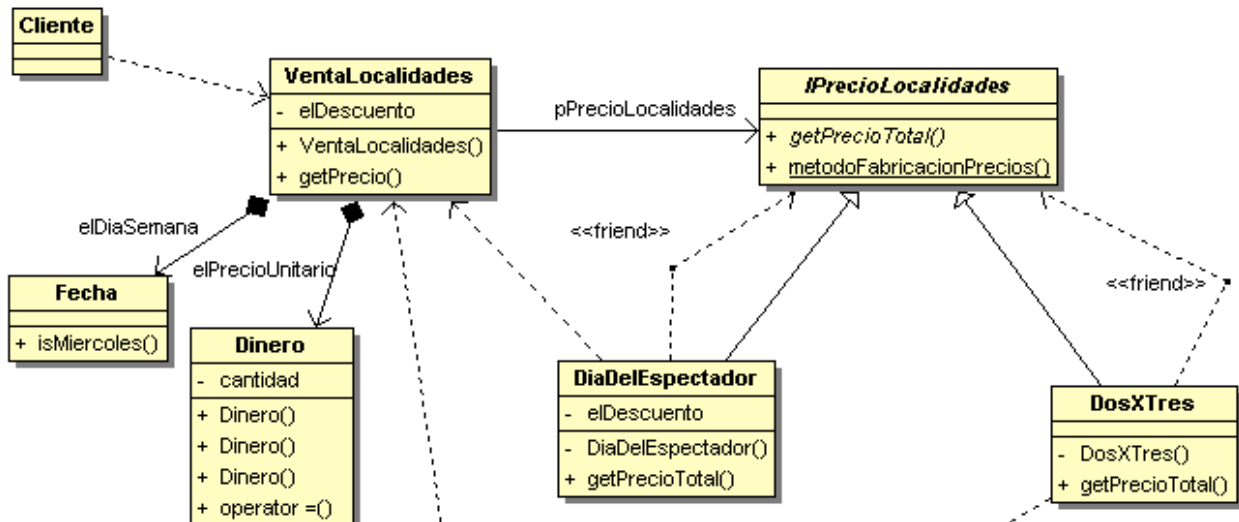 Cliente
VentaLocalidades
- elDescuento
+ VentaLocalidades()
+ getPrecio()
pPrecioLocalidades
IPrecioLocalidades
+ getPrecioTotal()
+ metodoFabricacionPrecios()
elDiaSemana
elPrecioUnitario
<<friend>>
<<friend>>
Fecha
+ isMiercoles()
Dinero
- cantidad
+ Dinero()
+ Dinero()
+ Dinero()
+ operator =()
DiaDelEspectador
- elDescuento
- DiaDelEspectador()
+ getPrecioTotal()
DosXTres
- DosXTres()
+ getPrecioTotal()